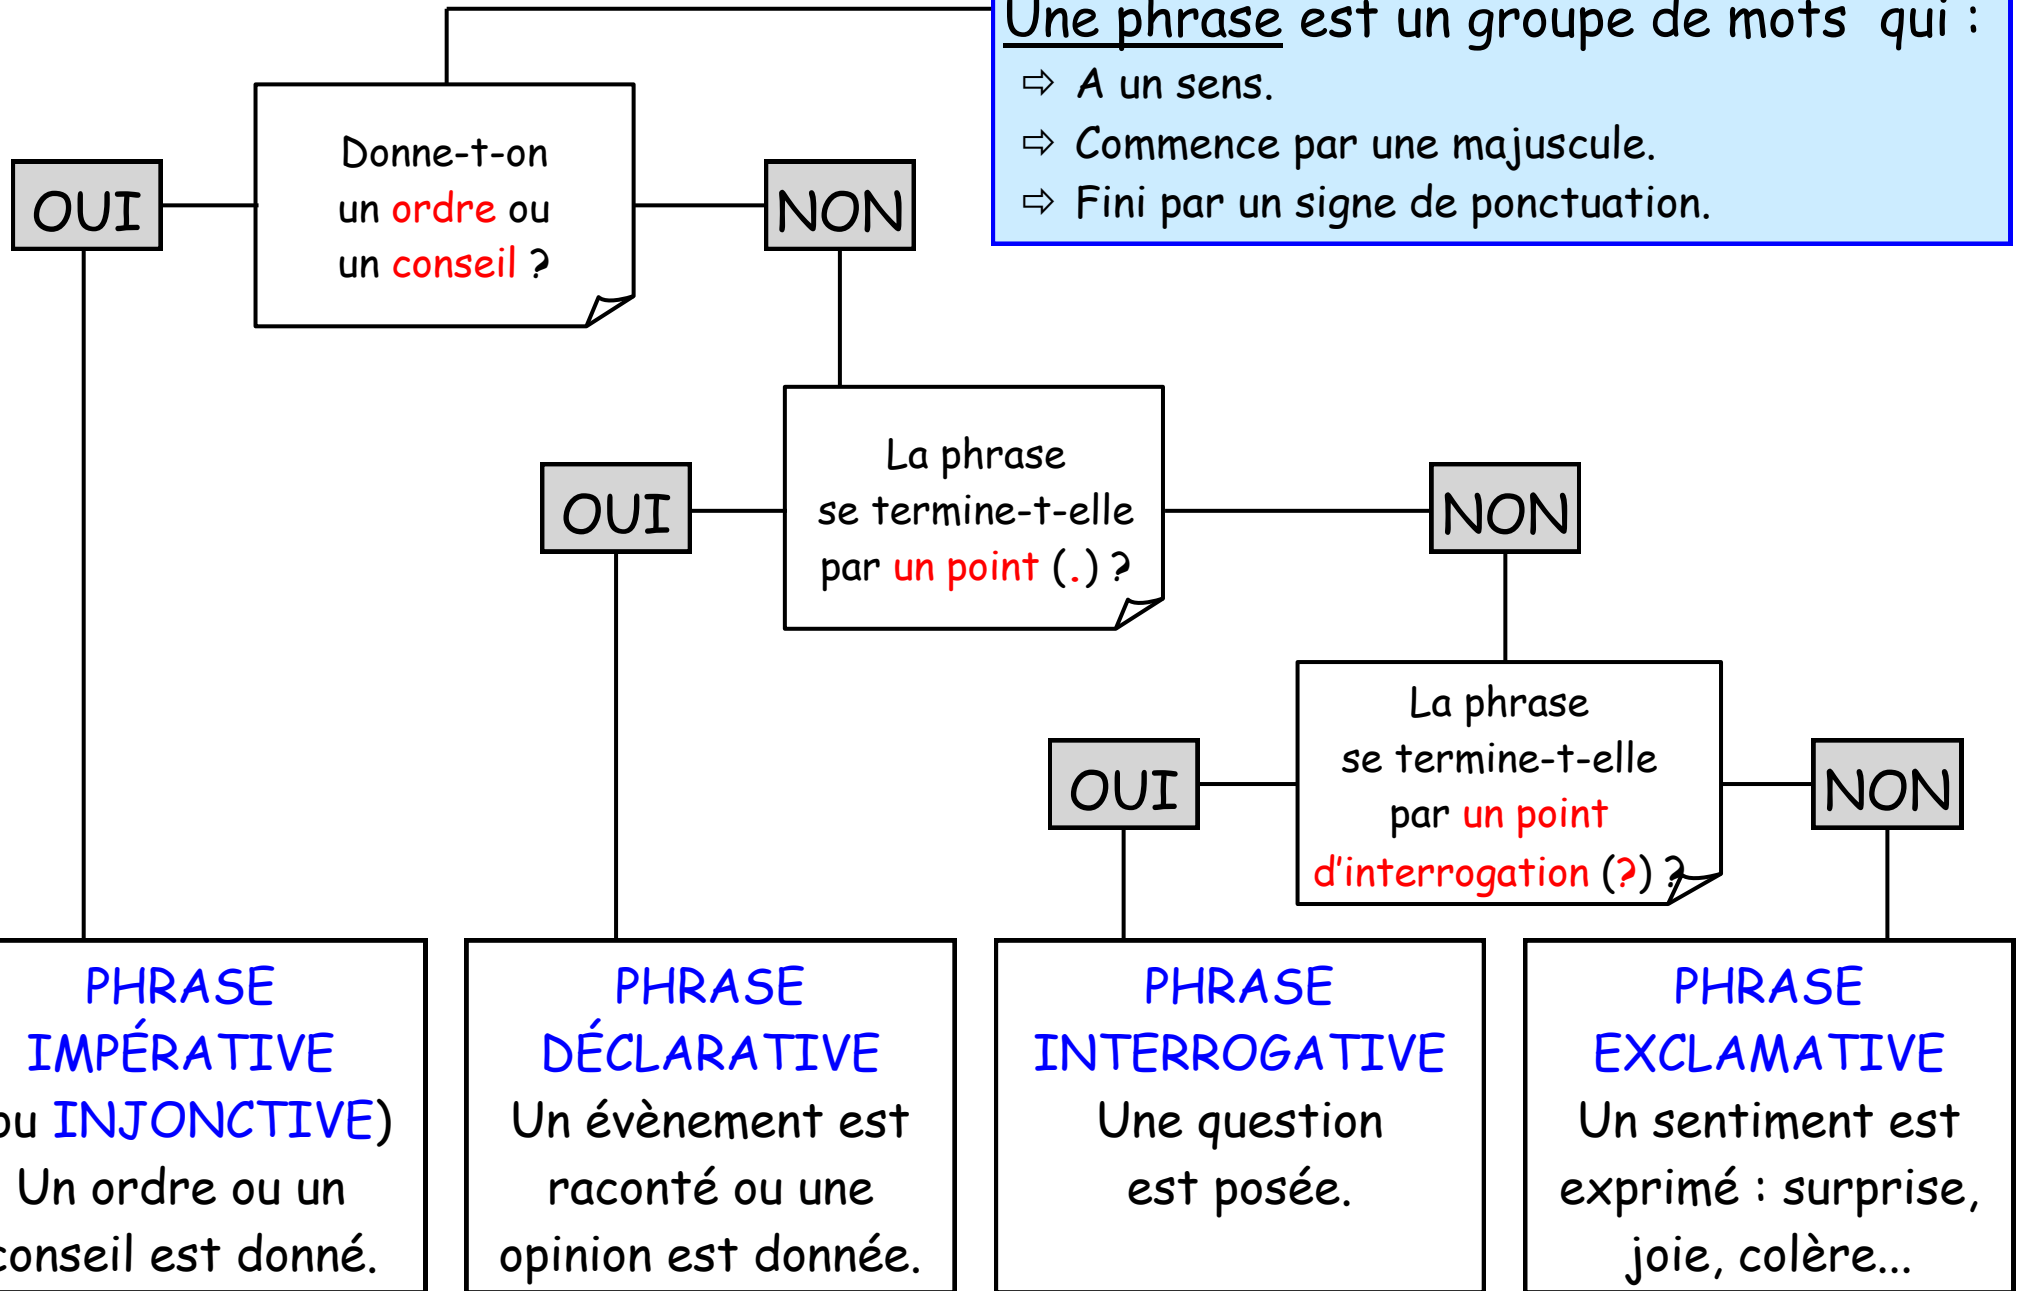 Une phrase est un groupe de mots qui :
⇨ A un sens.
⇨ Commence par une majuscule.
⇨ Fini par un signe de ponctuation.
Donne-t-on
un ordre ou
un conseil ?
OUI
NON
La phrase
se termine-t-elle
par un point (.) ?
OUI
NON
La phrase
se termine-t-elle
par un point
d'interrogation (?) ?
OUI
NON
PHRASE
IMPÉRATIVE
ou INJONCTIVE)
Un ordre ou un
conseil est donné.
PHRASE
DÉCLARATIVE
Un évènement est
raconté ou une
opinion est donnée.
PHRASE
INTERROGATIVE
Une question
est posée.
PHRASE
EXCLAMATIVE
Un sentiment est
exprimé : surprise,
joie, colère...